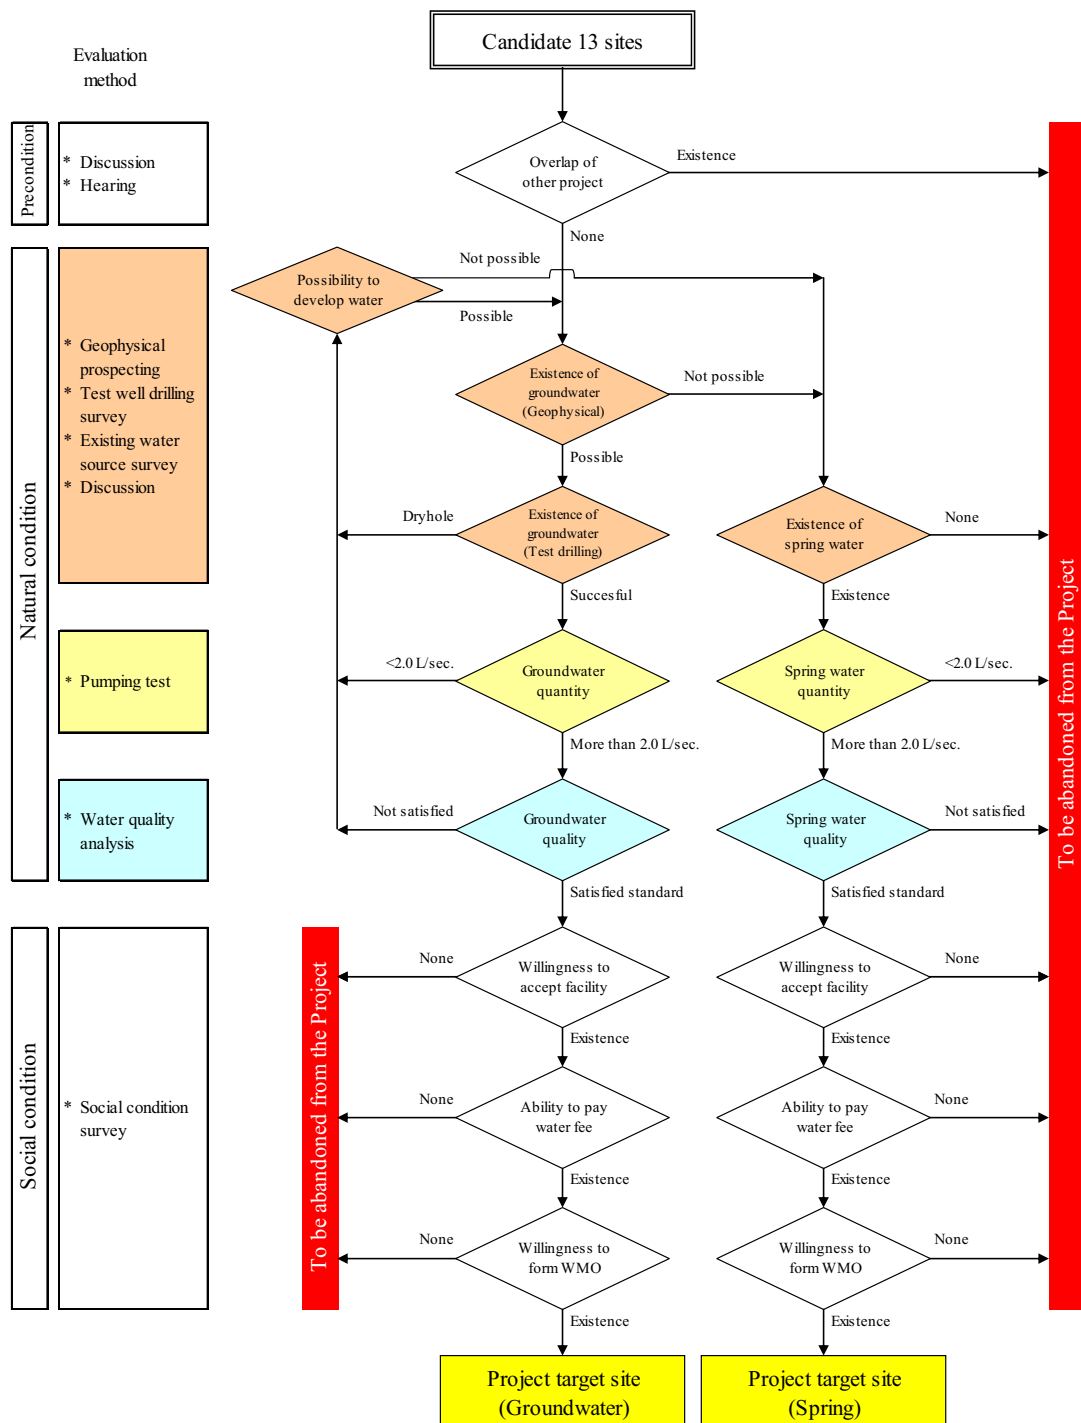 Candidate 13 sites
Evaluation
method
Precondition
* Discussion
* Hearing
Overlap of
other project
Existence
None
Natural condition
* Geophysical
prospecting
* Test well drilling
survey
* Existing water
source survey
* Discussion
Possibility to
develop water
Not possible
Possible
Existence of
groundwater
(Geophysical)
Not possible
Possible
Dryhole
Existence of
groundwater
(Test drilling)
Succesful
Existence of
spring water
None
Existence
* Pumping test
<2.0 L/sec.
Groundwater
quantity
More than 2.0 L/sec.
Spring water
quantity
<2.0 L/sec.
More than 2.0 L/sec.
* Water quality
analysis
Not satisfied
Groundwater
quality
Satisfied standard
Spring water
quality
Not satisfied
Satisfied standard
To be abandoned from the Project
Social condition
* Social condition
survey
To be abandoned from the Project
None
Willingness to
accept facility
Existence
Willingness to
accept facility
None
Existence
None
Ability to pay
water fee
Existence
Ability to pay
water fee
None
Existence
None
Willingness to
form WMO
Existence
Willingness to
form WMO
None
Existence
Project target site
(Groundwater)
Project target site
(Spring)